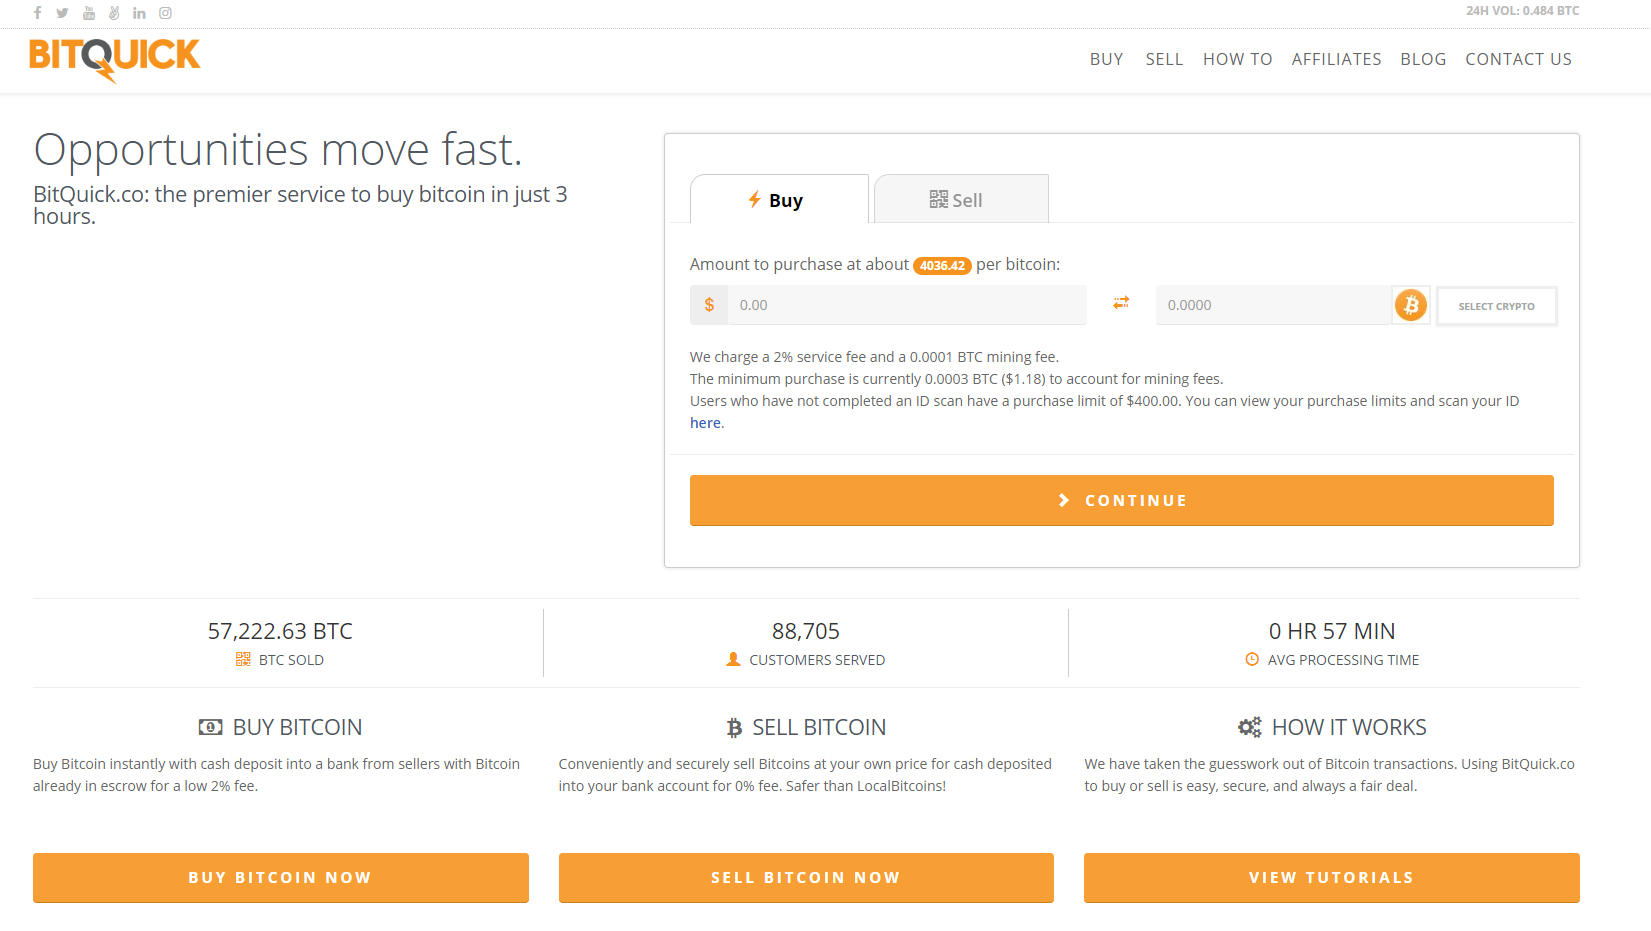 24H VOL: 0.484 BTC
BITQUICK
BUY SELL HOW TO AFFILIATES BLOG CONTACT US
Opportunities move fast.
BitQuick.co: the premier service to buy bitcoin in just 3
hours.
Buy
Sell
Amount to purchase at about 4036.42 per bitcoin:
$ 0.00
0.0000
SELECT CRYPTO
We charge a 2% service fee and a 0.0001 BTC mining fee.
The minimum purchase is currently 0.0003 BTC ($1.18) to account for mining fees.
Users who have not completed an ID scan have a purchase limit of $400.00. You can view your purchase limits and scan your ID
here.
CONTINUE
57,222.63 BTC
BTC SOLD
88,705
CUSTOMERS SERVED
0 HR 57 MIN
AVG PROCESSING TIME
BUY BITCOIN
Buy Bitcoin instantly with cash deposit into a bank from sellers with Bitcoin
already in escrow for a low 2% fee.
BUY BITCOIN NOW
SELL BITCOIN
Conveniently and securely sell Bitcoins at your own price for cash deposited
into your bank account for 0% fee. Safer than LocalBitcoins!
SELL BITCOIN NOW
HOW IT WORKS
We have taken the guesswork out of Bitcoin transactions. Using BitQuick.co
to buy or sell is easy, secure, and always a fair deal.
VIEW TUTORIALS